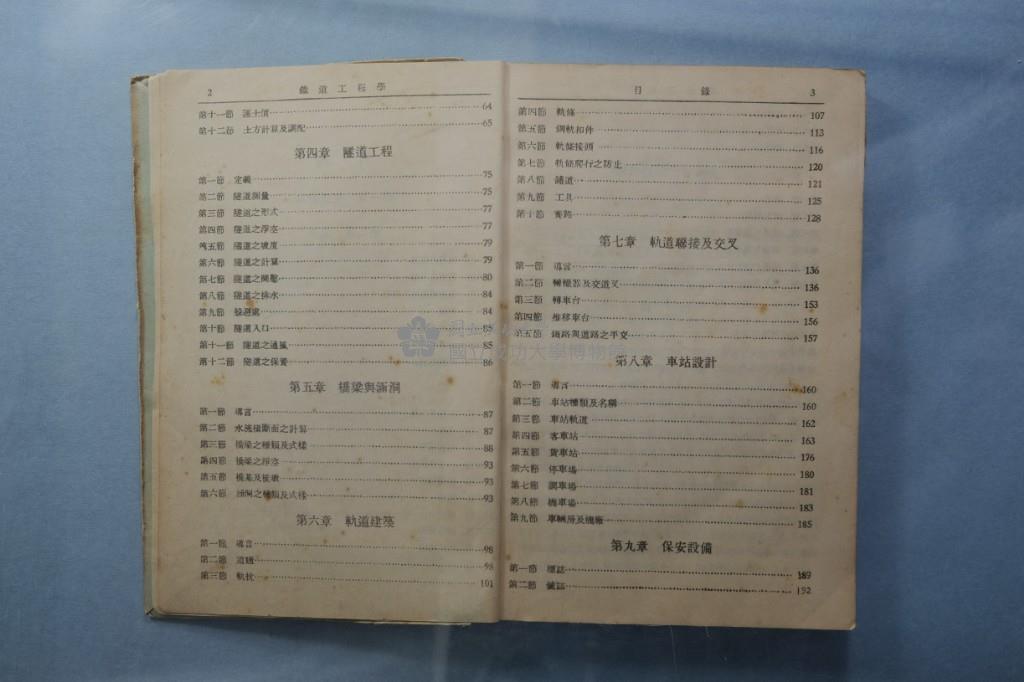 2 鐵道工程學
第十一節 運土價 64
第十二節 土方計算及調配 65
第四章 隧道工程
第一節 定義 75
第二節 隧道測量 75
第三節 隧道之形式 77
第四節 隧道之淨空 77
第五節 隧道之坡度 79
第六節 隧道之計算 79
第七節 隧道之開鑿 80
第八節 隧道之排水 84
第九節 躲避處 84
第十節 隧道入口 85
第十一節 隧道之通風 85
第十二節 隧道之保養 86
第五章 橋梁與涵洞
第一節 導言 87
第二節 水流橫斷面之計算 87
第三節 橋梁之種類及式樣 88
第四節 橋梁之淨空 93
第五節 橋基及橋墩 93
第六節 涵洞之種類及式樣 93
第六章 軌道建築
第一節 導言 98
第二節 道碴 98
第三節 軌枕 101
目錄 3
第四節 軌條 107
第五節 鋼軌扣件 113
第六節 軌條接頭 116
第七節 軌條爬行之防止 120
第八節 鋪道 121
第九節 工具 125
第十節 養路 128
第七章 軌道聯接及交叉
第一節 導言 136
第二節 轉轍器及交道叉 136
第三節 轉車台 153
第四節 推移車台 156
第五節 鐵路與道路之平交 157
第八章 車站設計
第一節 導言 160
第二節 車站種類及名稱 160
第三節 車站軌道 162
第四節 客車站 163
第五節 貨車站 176
第六節 停車場 180
第七節 調車場 181
第八節 機車場 183
第九節 車輛房及機廠 185
第九章 保安設備
第一節 標誌 189
第二節 號誌 192
國立成功大學博物館